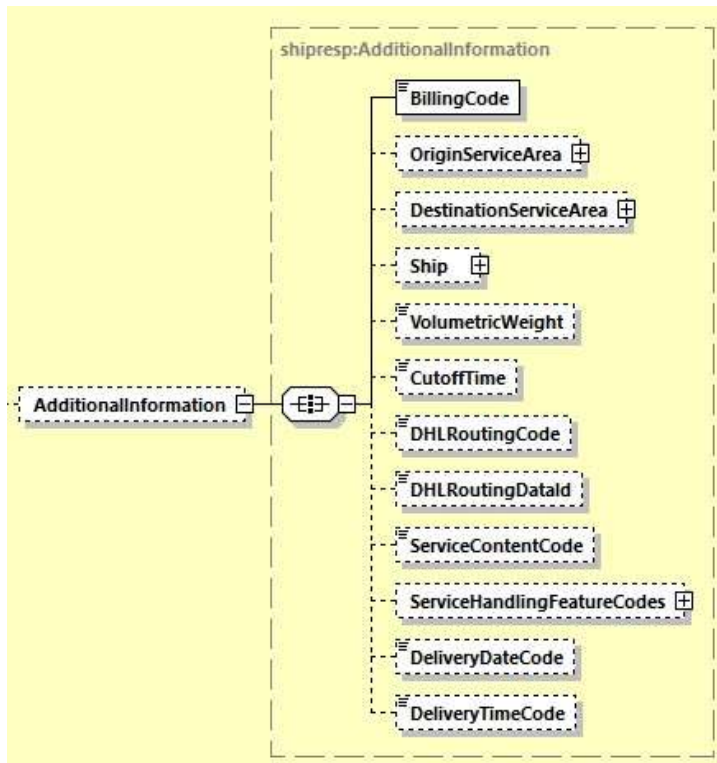 shipresp:AdditionalInformation
BillingCode
OriginServiceArea
DestinationServiceArea
Ship
VolumetricWeight
CutoffTime
AdditionalInformation
DHLRoutingCode
DHLRoutingDataId
ServiceContentCode
ServiceHandlingFeatureCodes
DeliveryDateCode
DeliveryTimeCode